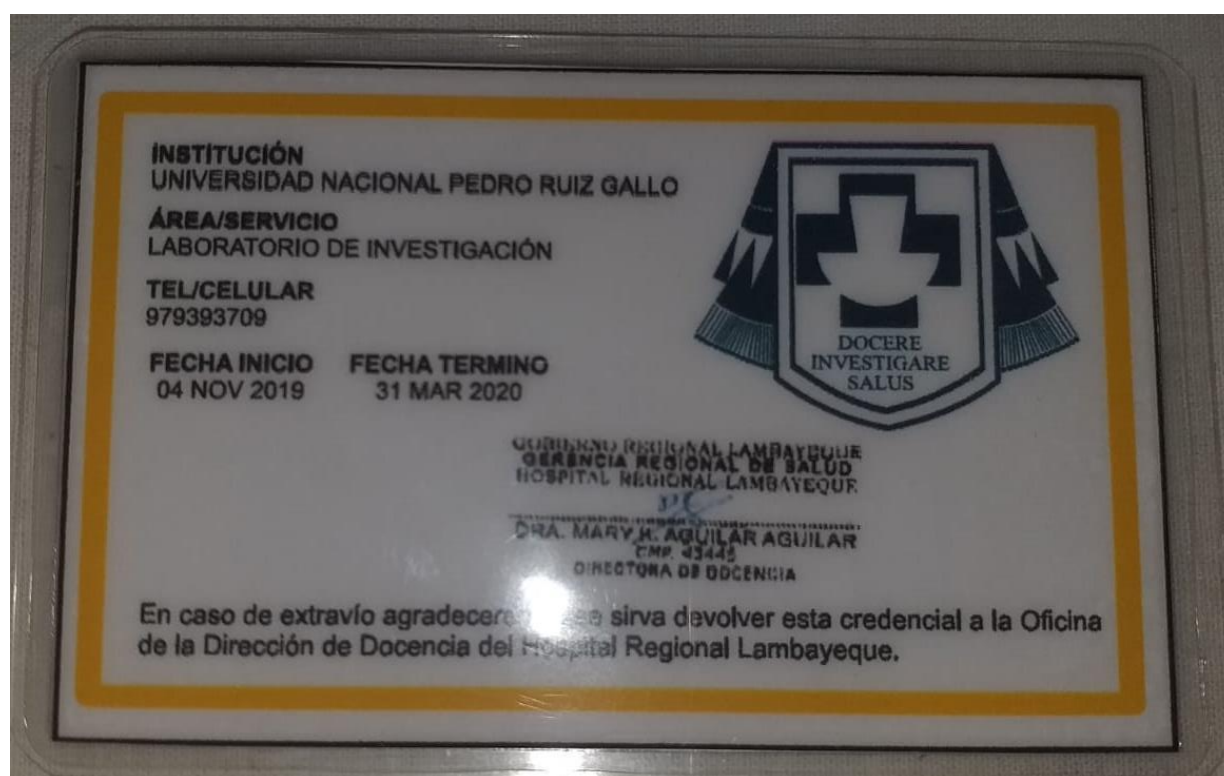 INSTITUCIÓN
UNIVERSIDAD NACIONAL PEDRO RUIZ GALLO
ÁREA/SERVICIO
LABORATORIO DE INVESTIGACIÓN
TEL/CELULAR
979393709
FECHA INICIO FECHA TERMINO
04 NOV 2019 31 MAR 2020
DOCERE
INVESTIGARE
SALUS
GOBIERNO REGIONAL LAMBAYEQUE
GERENCIA REGIONAL DE SALUD
HOSPITAL REGIONAL LAMBAYEQUE
DRA. MARY AGUILAR AGUILAR
CMP.
DIRECTORA DE DOCENCIA
En caso de extravío sirva devolver esta credencial a la Oficina
de la Dirección de Docencia del Hospital Regional Lambayeque.